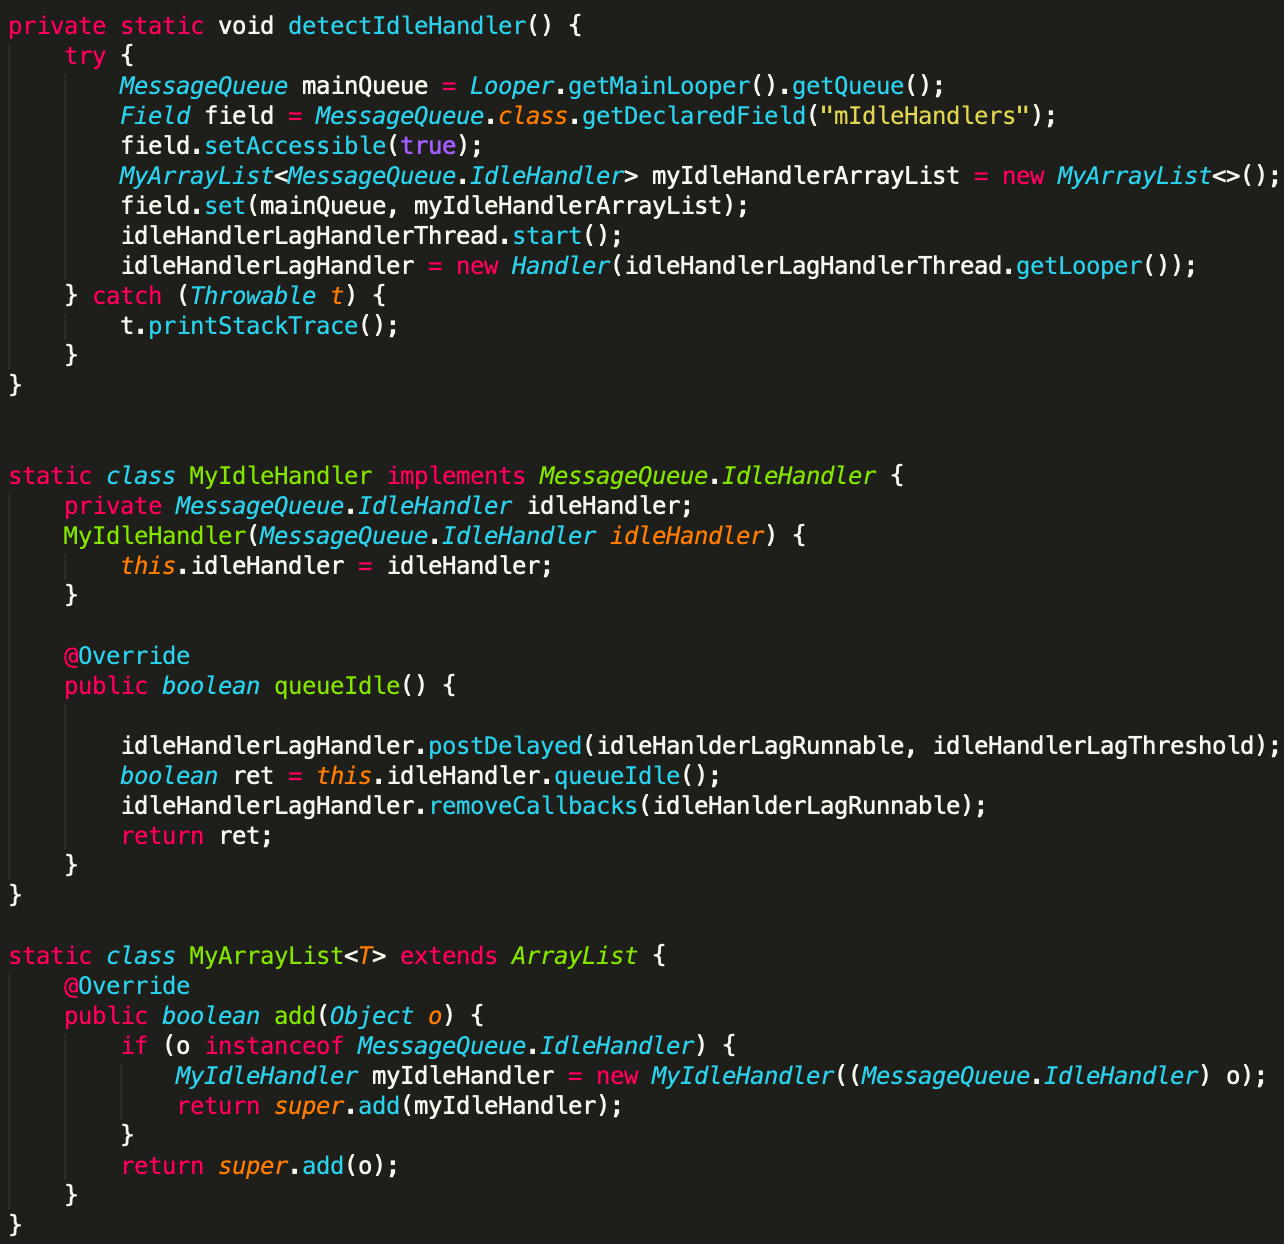 private static void detectIdleHandler() {
    try {
        MessageQueue mainQueue = Looper.getMainLooper().getQueue();
        Field field = MessageQueue.class.getDeclaredField("mIdleHandlers");
        field.setAccessible(true);
        MyArrayList<MessageQueue.IdleHandler> myIdleHandlerArrayList = new MyArrayList<>();
        field.set(mainQueue, myIdleHandlerArrayList);
        idleHandlerLagHandlerThread.start();
        idleHandlerLagHandler = new Handler(idleHandlerLagHandlerThread.getLooper());
    } catch (Throwable t) {
        t.printStackTrace();
    }
}
static class MyIdleHandler implements MessageQueue.IdleHandler {
    private MessageQueue.IdleHandler idleHandler;
    MyIdleHandler(MessageQueue.IdleHandler idleHandler) {
        this.idleHandler = idleHandler;
    }
    @Override
    public boolean queueIdle() {
        idleHandlerLagHandler.postDelayed(idleHanlderLagRunnable, idleHandlerLagThreshold);
        boolean ret = this.idleHandler.queueIdle();
        idleHandlerLagHandler.removeCallbacks(idleHanlderLagRunnable);
        return ret;
    }
}
static class MyArrayList<T> extends ArrayList {
    @Override
    public boolean add(Object o) {
        if (o instanceof MessageQueue.IdleHandler) {
            MyIdleHandler myIdleHandler = new MyIdleHandler((MessageQueue.IdleHandler) o);
            return super.add(myIdleHandler);
        }
        return super.add(o);
    }
}